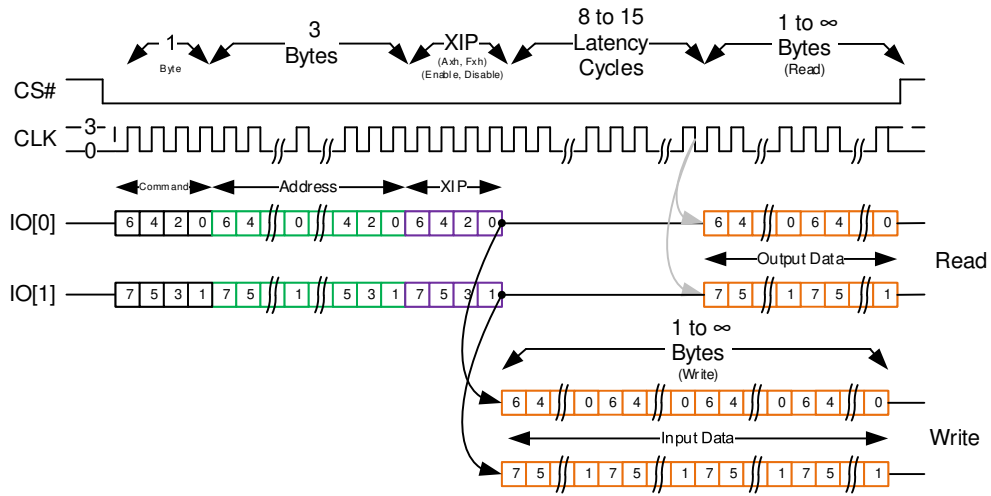 1
Byte
3
Bytes
XIP
(Axh, Fxh)
(Enable, Disable)
8 to 15
Latency
Cycles
1 to ∞
Bytes
(Read)
CS#
CLK
3
0
Command
Address
XIP
IO[0]
6 4 2 0 6 4 0 4 2 0 6 4 2 0
6 4 0 6 4 0
Output Data
Read
IO[1]
7 5 3 1 7 5 1 5 3 1 7 5 3 1
7 5 1 7 5 1
1 to ∞
Bytes
(Write)
6 4 0 6 4 0 6 4 0 6 4 0
Input Data
Write
7 5 1 7 5 1 7 5 1 7 5 1